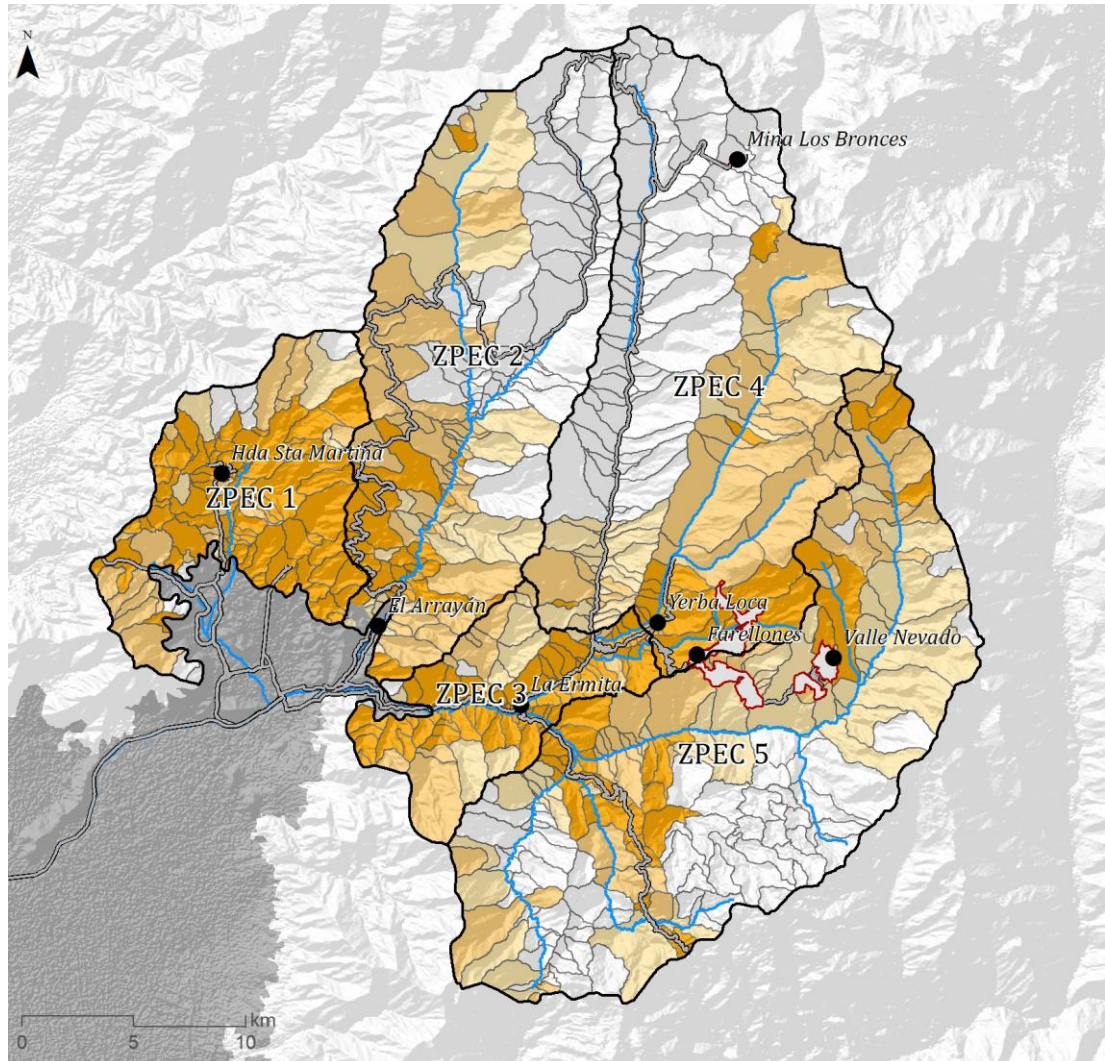 N
Mina Los Bronces
ZPEC 2
ZPEC 4
Hda Sta Martina
ZPEC 1
El Arrayán
Yerba Loca
Farellones
Valle Nevado
ZPEC 3
La Ermita
ZPEC 5
km
0 5 10